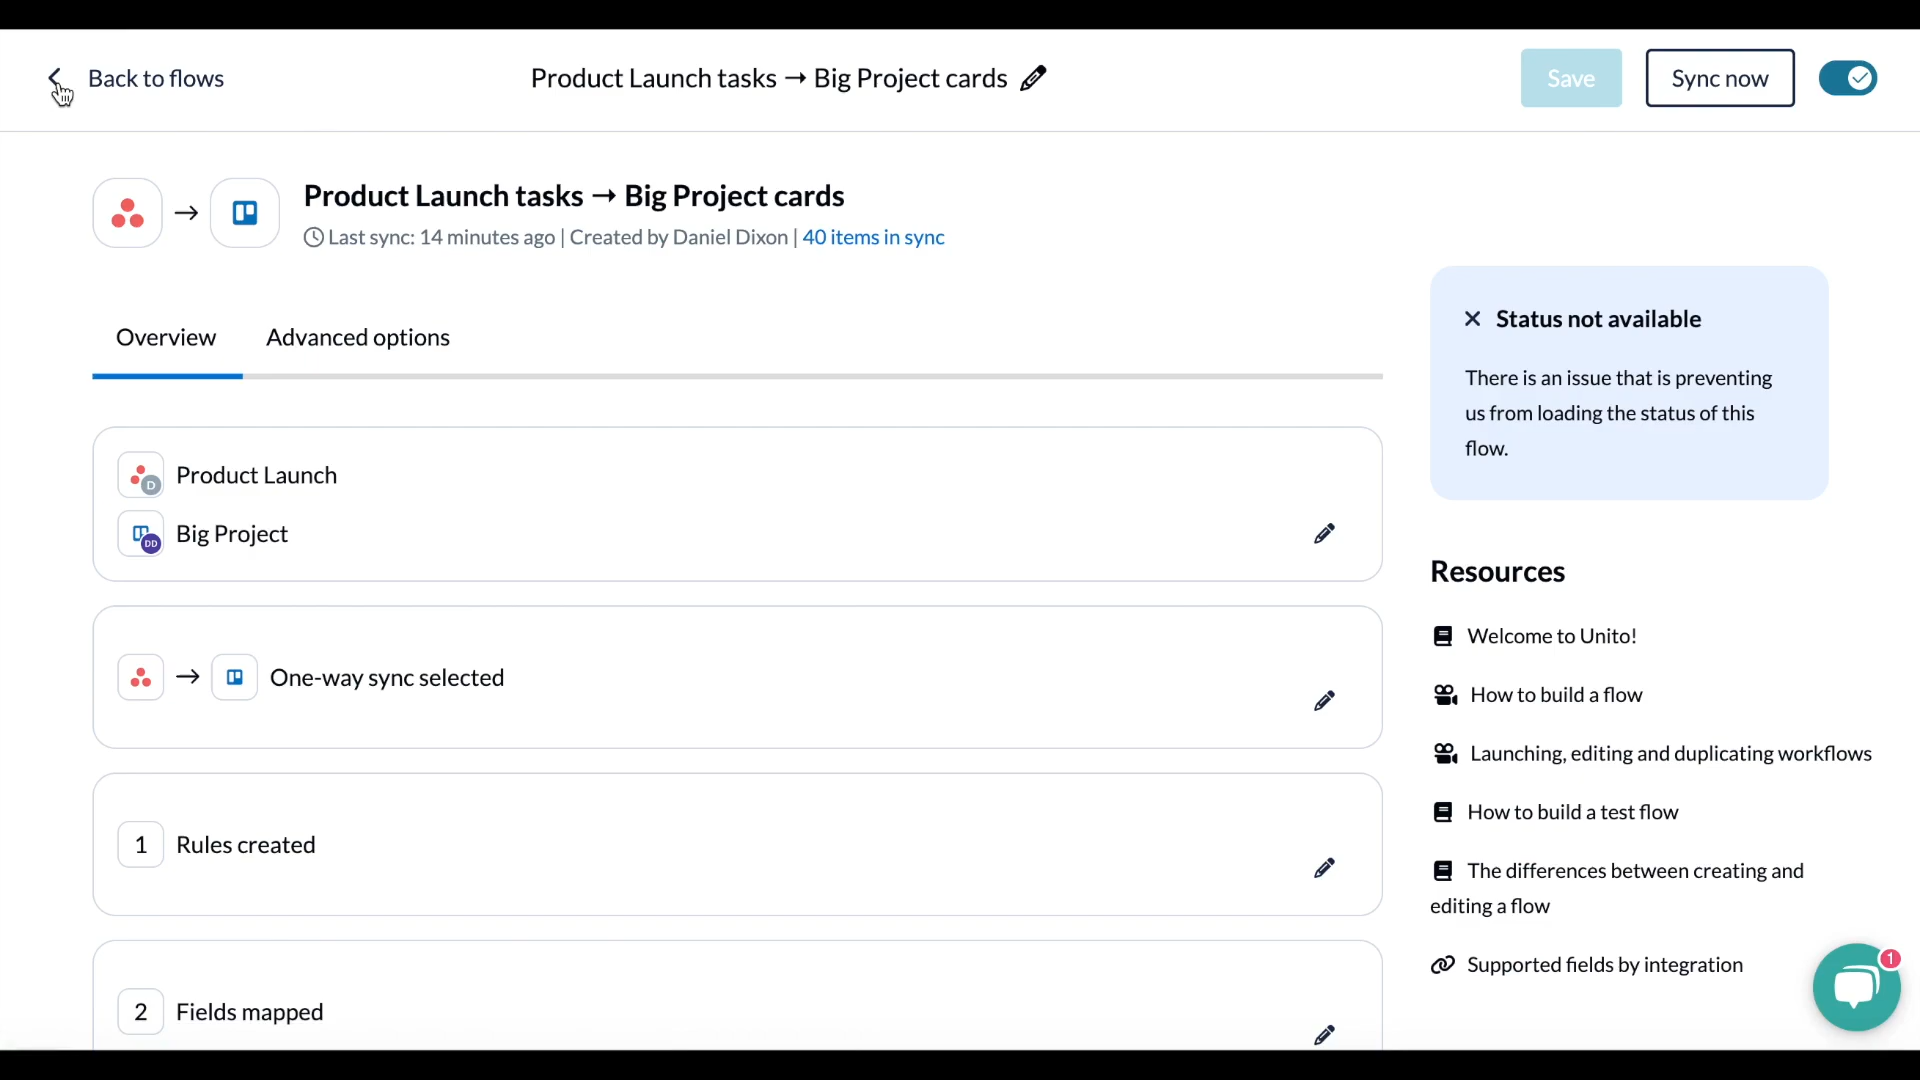 Back to flows
Product Launch tasks → Big Project cards
Save
Sync now
Product Launch tasks → Big Project cards
Last sync: 14 minutes ago | Created by Daniel Dixon | 40 items in sync
Overview
Advanced options
Status not available
There is an issue that is preventing
us from loading the status of this
flow.
D
Product Launch
DD
Big Project
One-way sync selected
1
Rules created
2
Fields mapped
Resources
Welcome to Unito!
How to build a flow
Launching, editing and duplicating workflows
How to build a test flow
The differences between creating and
editing a flow
Supported fields by integration
1